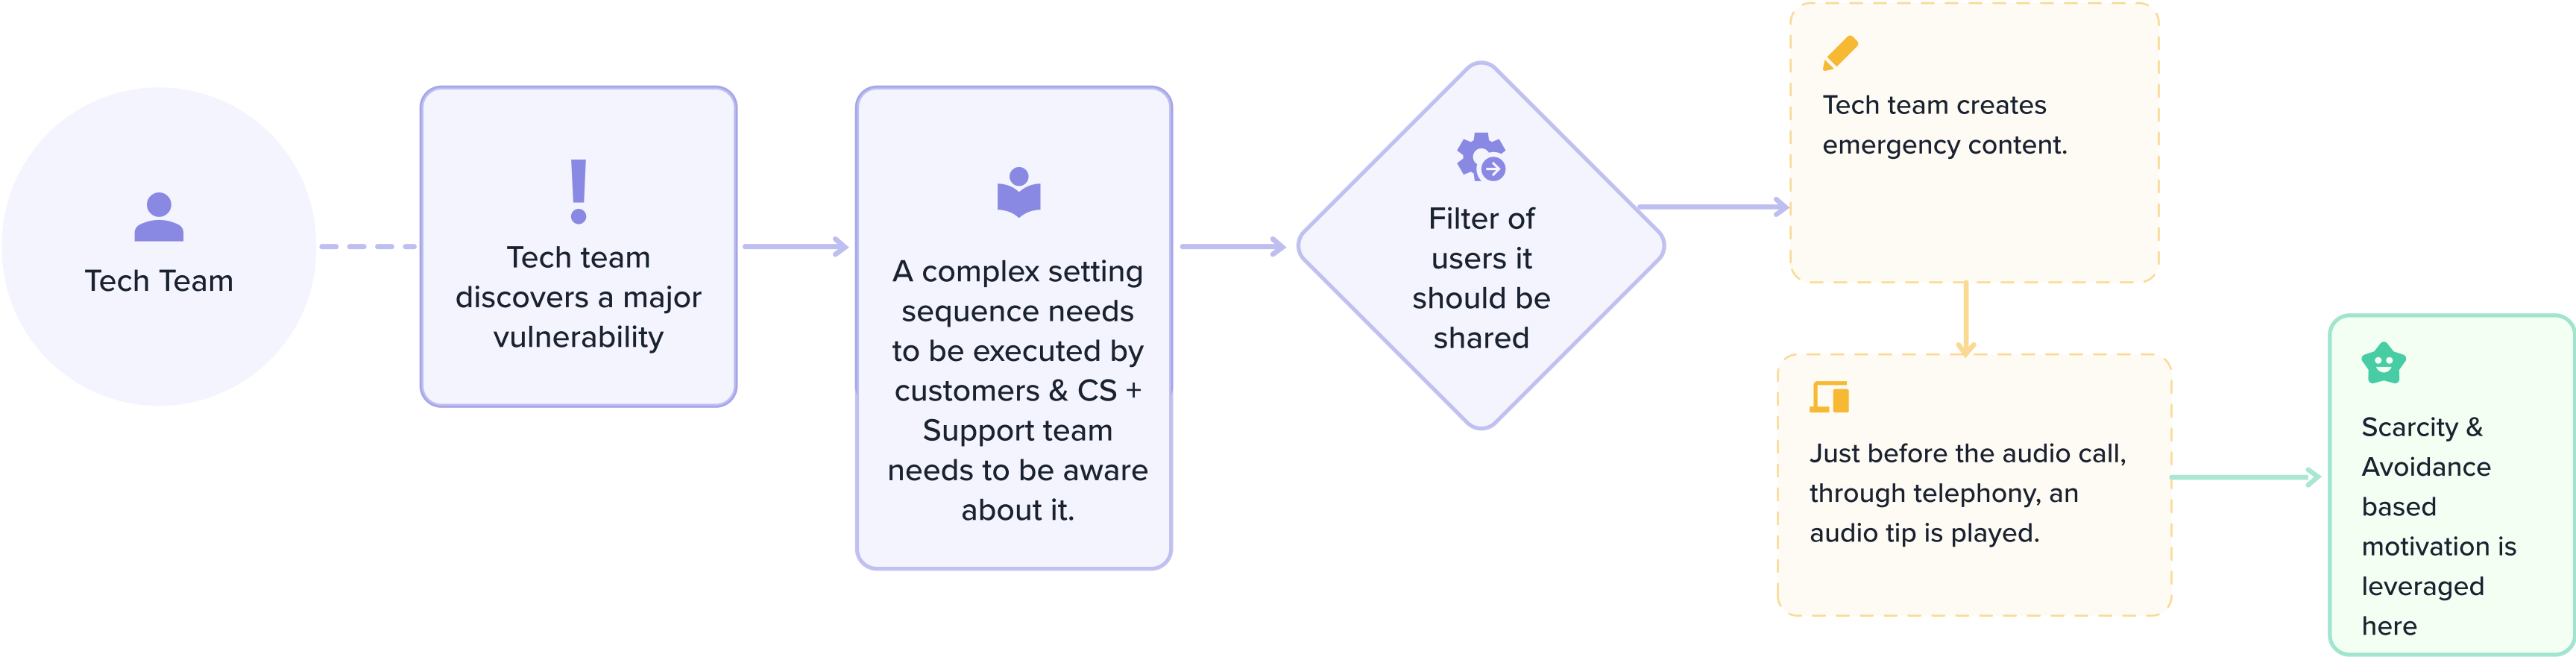 Tech Team
Tech team
discovers a major
vulnerability
A complex setting
sequence needs
to be executed by
customers & CS +
Support team
needs to be aware
about it.
Filter of
users it
should be
shared
Tech team creates
emergency content.
Just before the audio call,
through telephony, an
audio tip is played.
Scarcity &
Avoidance
based
motivation is
leveraged
here